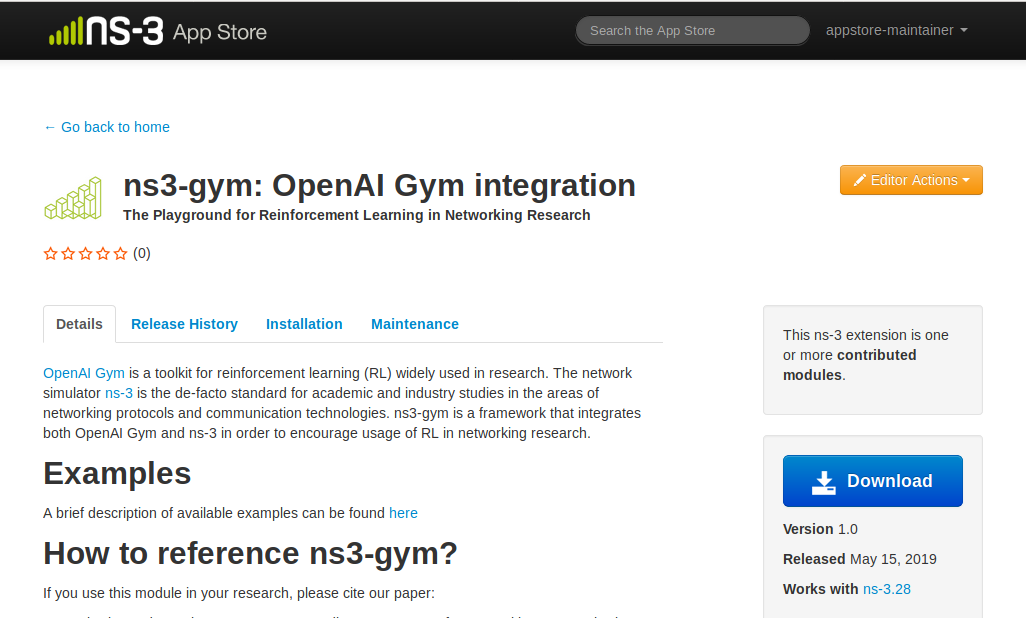 ns-3 App Store
Search the App Store
appstore-maintainer
← Go back to home
ns3-gym: OpenAI Gym integration
The Playground for Reinforcement Learning in Networking Research
Editor Actions
(0)
Details
Release History
Installation
Maintenance
OpenAI Gym is a toolkit for reinforcement learning (RL) widely used in research. The network
simulator ns-3 is the de-facto standard for academic and industry studies in the areas of
networking protocols and communication technologies. ns3-gym is a framework that integrates
both OpenAI Gym and ns-3 in order to encourage usage of RL in networking research.
Examples
A brief description of available examples can be found here
How to reference ns3-gym?
If you use this module in your research, please cite our paper:
This ns-3 extension is one
or more contributed
modules.
Download
Version 1.0
Released May 15, 2019
Works with ns-3.28